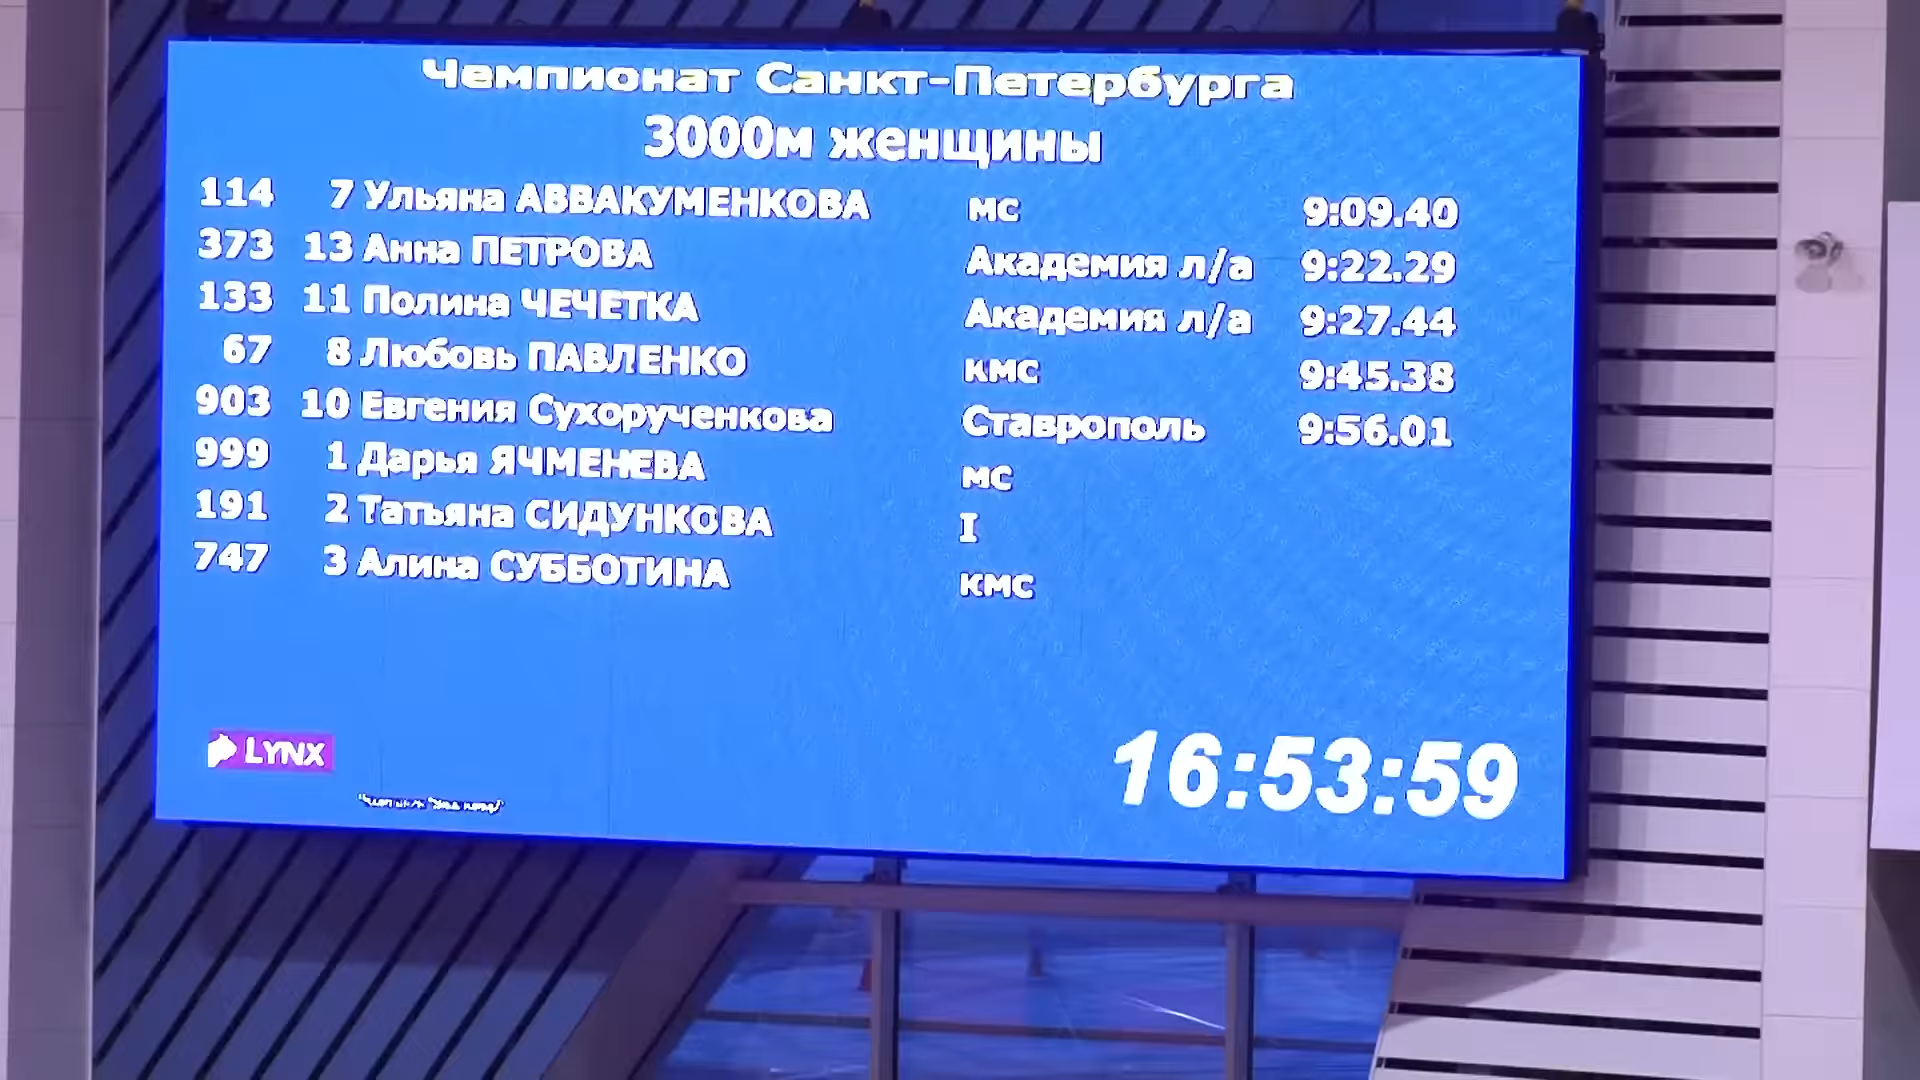 Чемпионат Санкт-Петербурга
3000м женщины
114 7 Ульяна АВВАКУМЕНКОВА мс 9:09.40
373 13 Анна ПЕТРОВА Академия л/а 9:22.29
133 11 Полина ЧЕЧЕТКА Академия л/а 9:27.44
67 8 Любовь ПАВЛЕНКО кмс 9:45.38
903 10 Евгения Сухорученкова Ставрополь 9:56.01
999 1 Дарья ЯЧМЕНЕВА мс
191 2 Татьяна СИДУНКОВА I
747 3 Алина СУББОТИНА кмс
LYNX
16:53:59